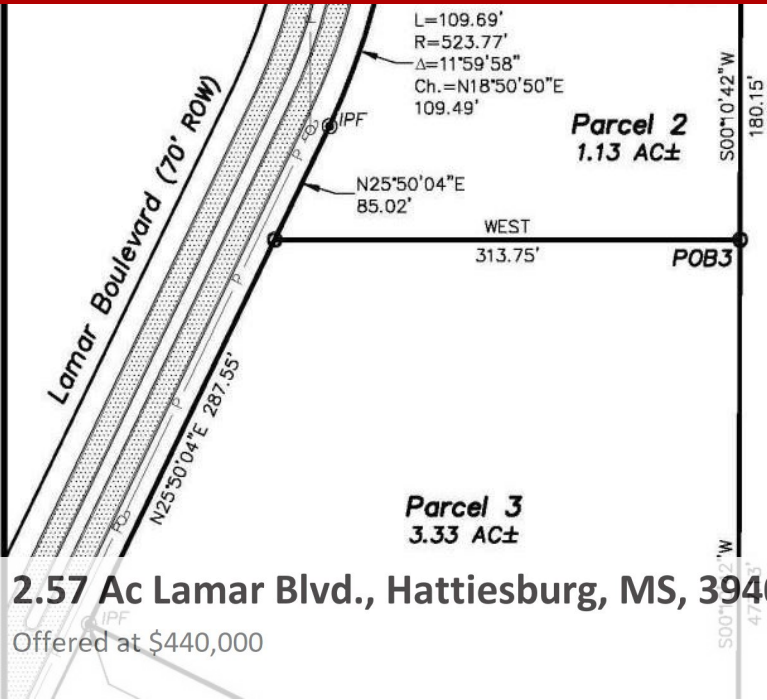 L=109.69'
R=523.77'
Δ=11°59'58"
Ch.=N18°50'50"E
109.49'
IPF
Parcel 2
1.13 AC±
S00°10'42"W
180.15'
N25°50'04"E
85.02'
WEST
313.75'
POB3
Lamar Boulevard (70' ROW)
P
P
P
N25°50'04"E 287.55'
Parcel 3
3.33 AC±
2.57 Ac Lamar Blvd., Hattiesburg, MS,
IPF
Offered at $440,000